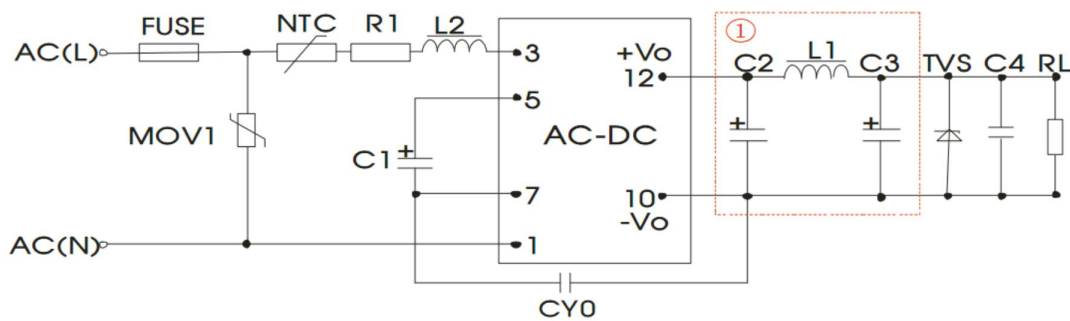 FUSE
NTC
R1
L2
AC(L)
MOV1
C1
3
5
7
1
AC-DC
+Vo
12
10
-Vo
①
C2
L1
C3
TVS
C4
RL
+
+
+
AC(N)
CY0